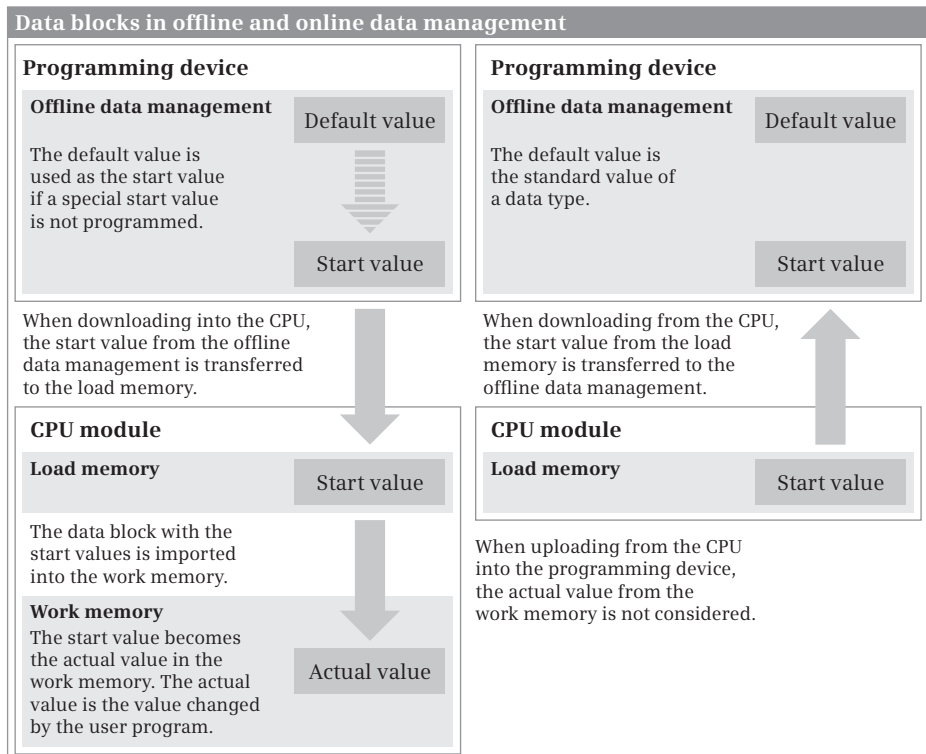 Data blocks in offline and online data management
Programming device
Offline data management
Default value
The default value is
used as the start value
if a special start value
is not programmed.
Start value
When downloading into the CPU,
the start value from the offline
data management is transferred
to the load memory.
CPU module
Load memory
Start value
The data block with the
start values is imported
into the work memory.
Work memory
The start value becomes
the actual value in the
work memory. The actual
value is the value changed
by the user program.
Actual value
Programming device
Offline data management
Default value
The default value is
the standard value of
a data type.
Start value
When downloading from the CPU,
the start value from the load
memory is transferred to the
offline data management.
CPU module
Load memory
Start value
When uploading from the CPU
into the programming device,
the actual value from the
work memory is not considered.